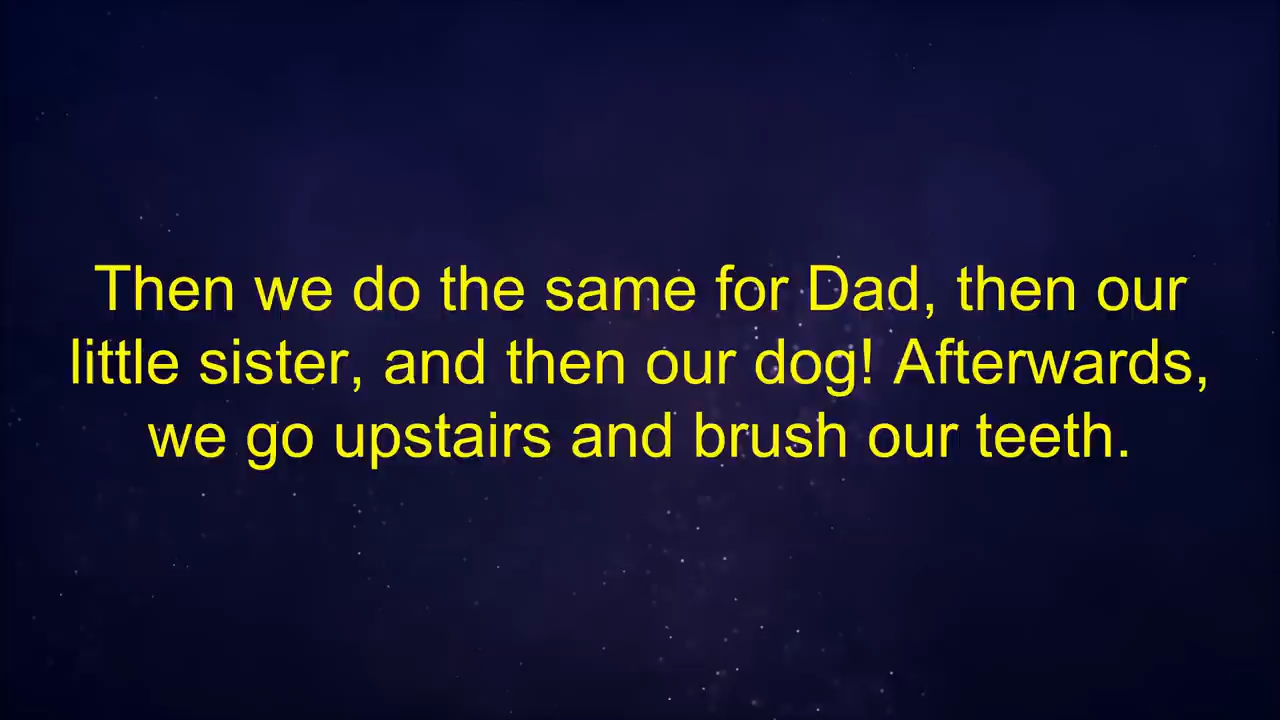 Then we do the same for Dad, then our
little sister, and then our dog! Afterwards,
we go upstairs and brush our teeth.